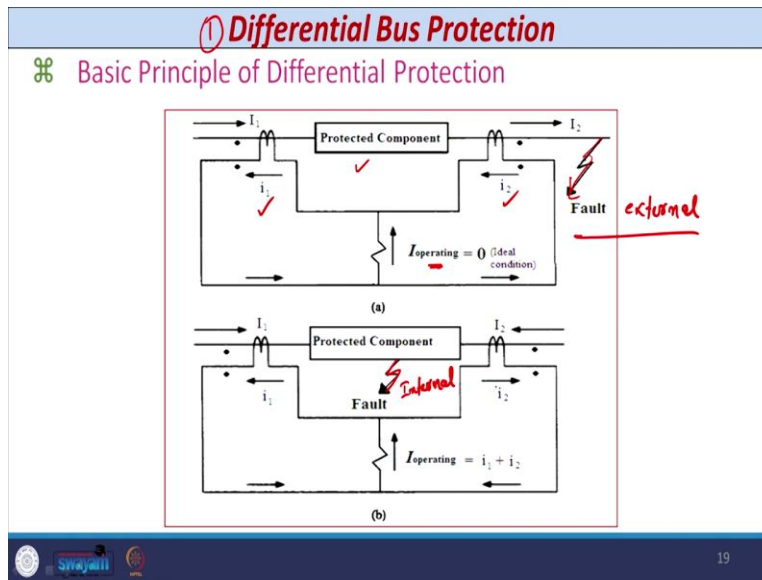 ① Differential Bus Protection
⌘ Basic Principle of Differential Protection
I₁
I₂
Protected Component
i₁
i₂
Fault external
Ioperating = 0 (Ideal condition)
(a)
I₁
I₂
Protected Component
i₁
i₂
Internal
Fault
Ioperating = i₁ + i₂
(b)
swayam
19